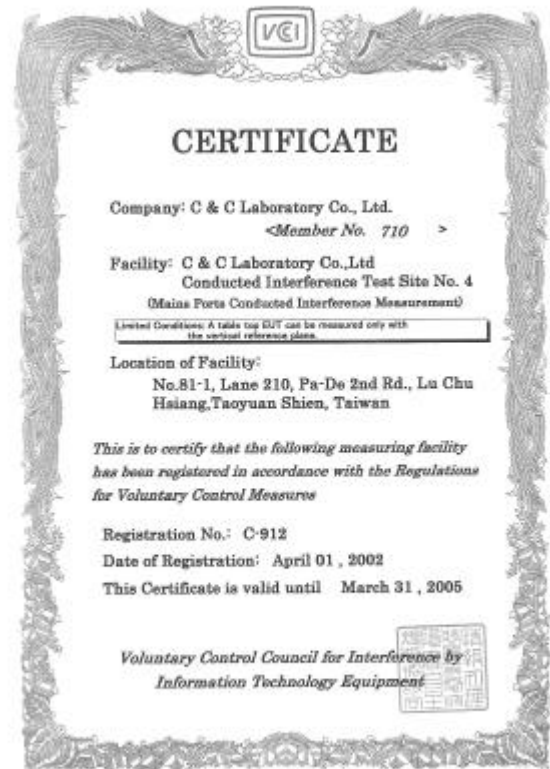 VCI
CERTIFICATE
Company: C & C Laboratory Co., Ltd.
<Member No. 710 >
Facility: C & C Laboratory Co.,Ltd
Conducted Interference Test Site No. 4
(Mains Ports Conducted Interference Measurement)
Limited Conditions: A table top EUT can be measured only with
the vertical reference plane.
Location of Facility:
No.81-1, Lane 210, Pa-De 2nd Rd., Lu Chu
Hsiang,Taoyuan Shien, Taiwan
This is to certify that the following measuring facility
has been registered in accordance with the Regulations
for Voluntary Control Measures
Registration No.: C-912
Date of Registration: April 01 , 2002
This Certificate is valid until March 31 , 2005
Voluntary Control Council for Interference by
Information Technology Equipment